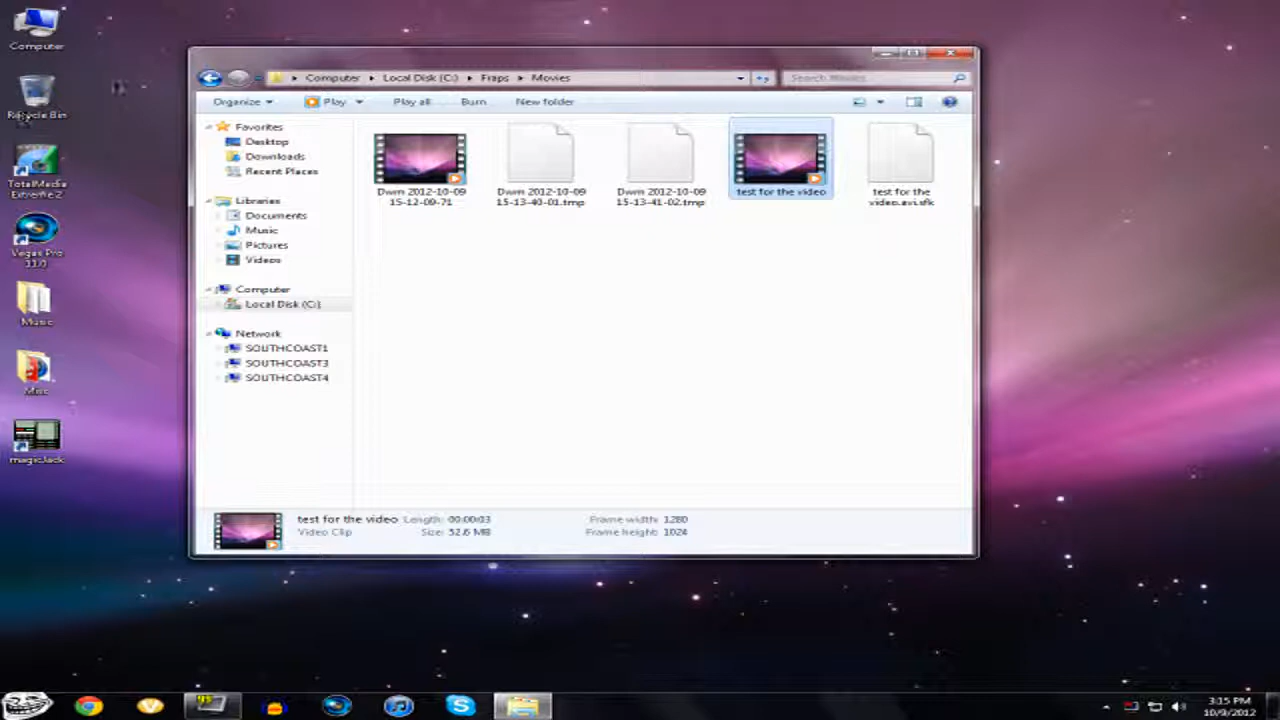 Computer
Recycle Bin
TotalMedia
Extreme 2
Vegas Pro
11.0
Music
Misc
magicJack
Computer
Local Disk (C:)
Fraps
Movies
Search Movies
Organize
Play
Play all
Burn
New folder
Favorites
Desktop
Downloads
Recent Places
Libraries
Documents
Music
Pictures
Videos
Computer
Local Disk (C:)
Network
SOUTHCOAST1
SOUTHCOAST3
SOUTHCOAST4
Dwm 2012-10-09
15-12-09-71
Dwm 2012-10-09
15-13-40-01.tmp
Dwm 2012-10-09
15-13-41-02.tmp
test for the video
test for the
video.avi.sfk
test for the video Length: 00:00:03 Frame width: 1280
Video Clip Size: 52.6 MB Frame height: 1024
95
3:15 PM
10/9/2012